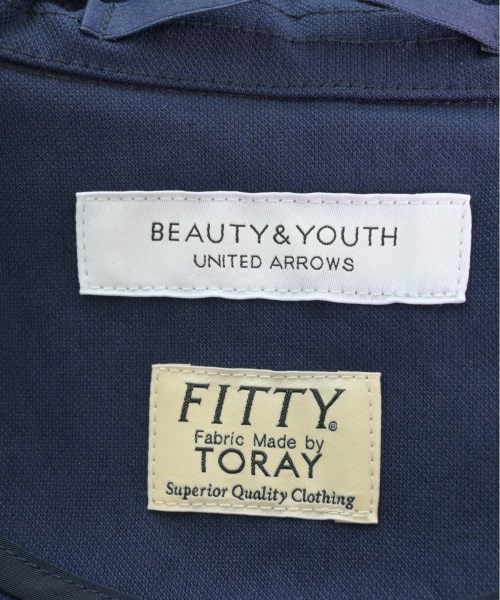 BEAUTY&YOUTH
UNITED ARROWS
FITTY®
Fabric Made by
TORAY
Superior Quality Clothing